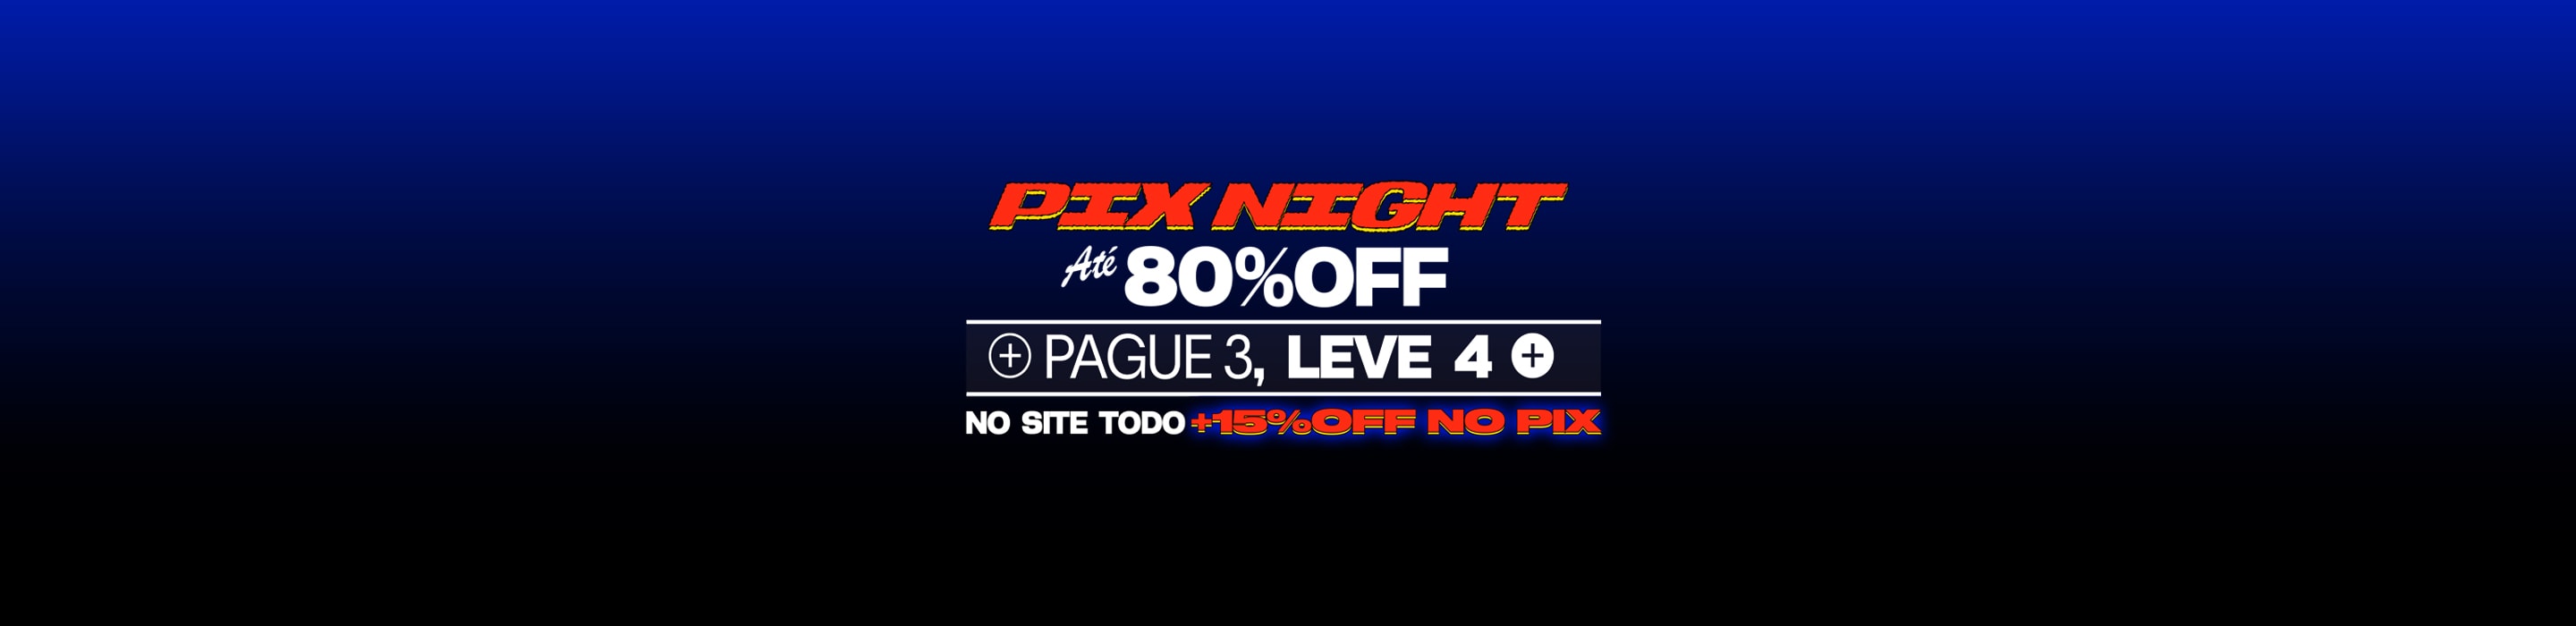 PIX NIGHT
Até 80%OFF
PAGUE 3, LEVE 4
NO SITE TODO +15%OFF NO PIX